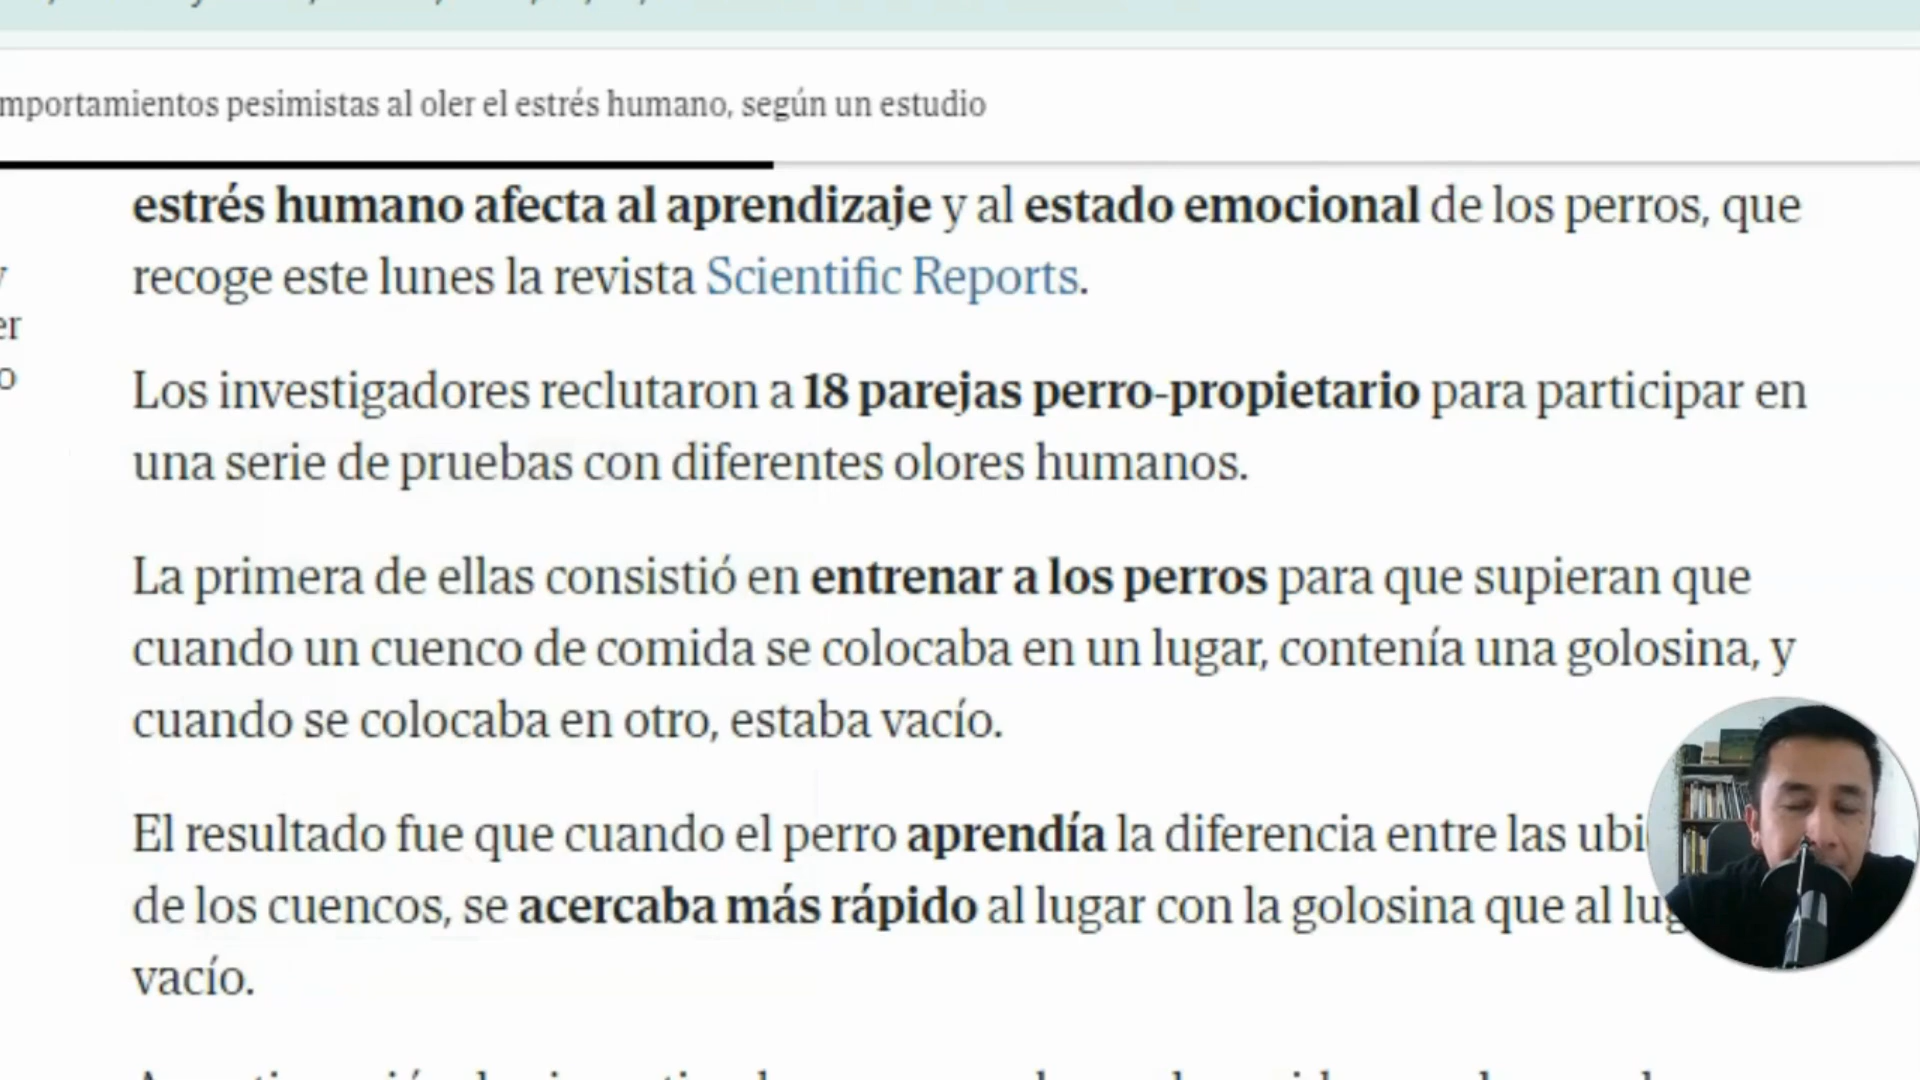 mportamientos pesimistas al oler el estrés humano, según un estudio
estrés humano afecta al aprendizaje y al estado emocional de los perros, que
recoge este lunes la revista Scientific Reports.
y
er
o
Los investigadores reclutaron a 18 parejas perro-propietario para participar en
una serie de pruebas con diferentes olores humanos.
La primera de ellas consistió en entrenar a los perros para que supieran que
cuando un cuenco de comida se colocaba en un lugar, contenía una golosina, y
cuando se colocaba en otro, estaba vacío.
El resultado fue que cuando el perro aprendía la diferencia entre las ubi
de los cuencos, se acercaba más rápido al lugar con la golosina que al lug
vacío.